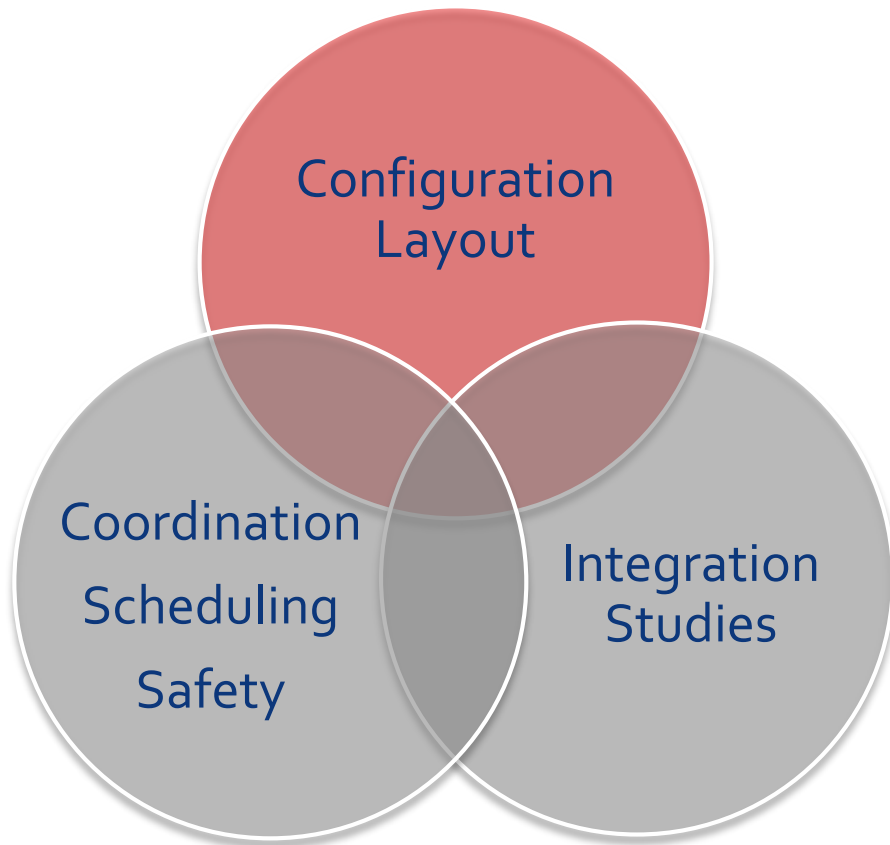 Configuration
Layout
Coordination
Scheduling
Safety
Integration
Studies